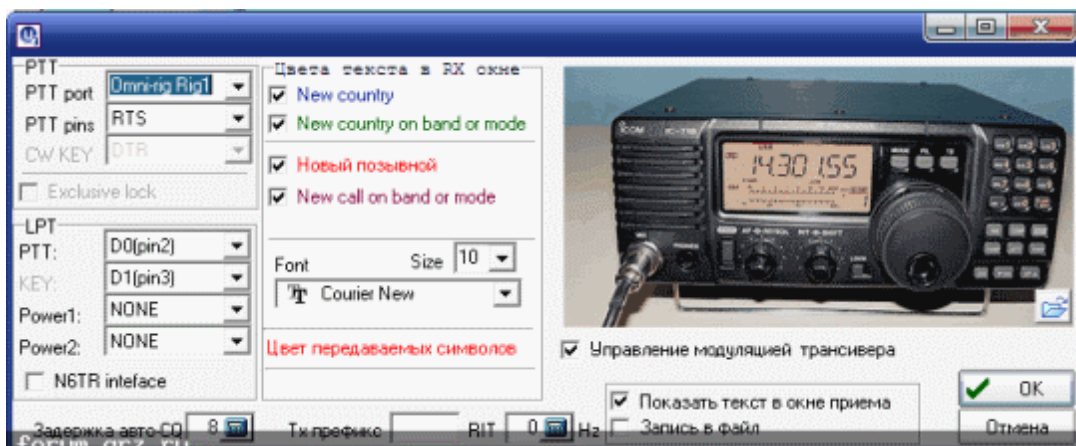 PTT
PTT port Omni-rig Rig1
PTT pins RTS
CW KEY DTR
Exclusive lock
LPT
PTT: D0(pin2)
KEY: D1(pin3)
Power1: NONE
Power2: NONE
N6TR inteface
Задержка авто-CQ 8
Цвета текста в RX окне
New country
New country on band or mode
Новый позывной
New call on band or mode
Font Size 10
Courier New
Цвет передаваемых символов
Tx префикс RIT 0 Hz
ICOM IC-718
14.301.55
Управление модуляцией трансивера
Показать текст в окне приема
Запись в файл
OK
Отмена
forum.qrz.ru